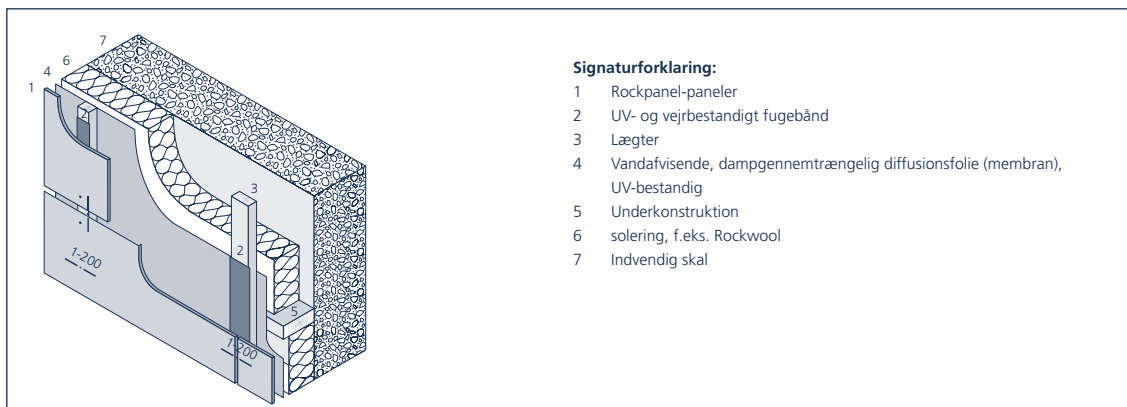 7
6
4
1
2
3
2
5
1-200
1-200
Signaturforklaring:
1 Rockpanel-paneler
2 UV- og vejrbestandigt fugebånd
3 Lægter
4 Vandafvisende, dampgennemtrængelig diffusionsfolie (membran),
UV-bestandig
5 Underkonstruktion
6 solering, f.eks. Rockwool
7 Indvendig skal